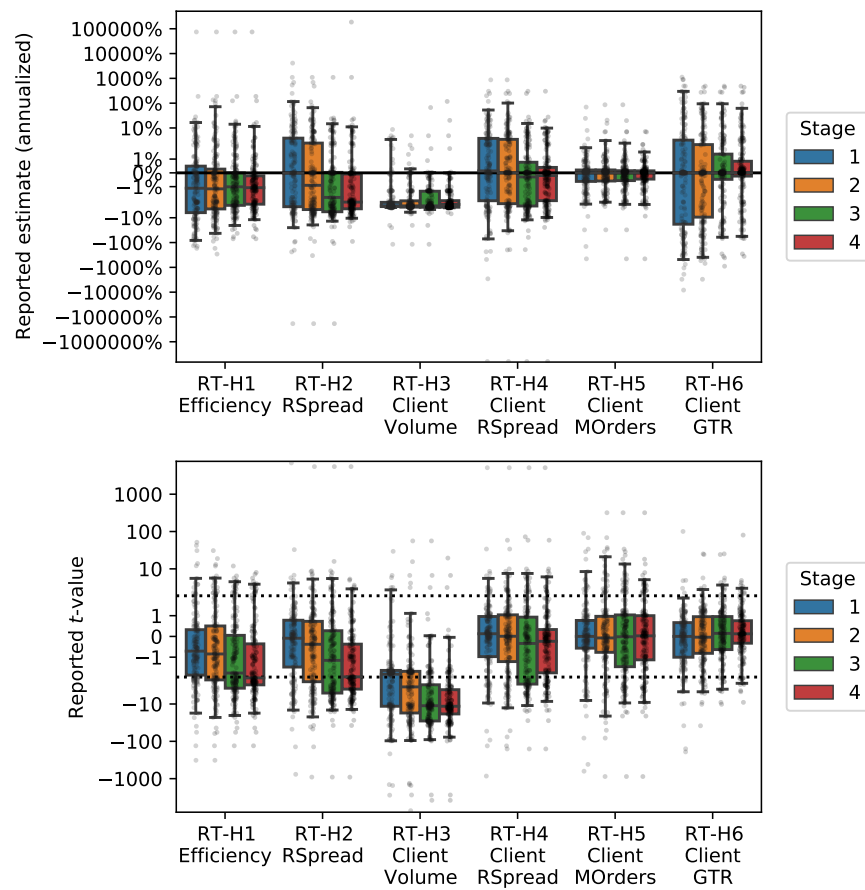 Reported estimate (annualized)
100000%
10000%
1000%
100%
10%
1%
0%
−1%
−10%
−100%
−1000%
−10000%
−100000%
−1000000%
RT-H1
Efficiency
RT-H2
RSpread
RT-H3
Client
Volume
RT-H4
Client
RSpread
RT-H5
Client
MOrders
RT-H6
Client
GTR
Stage
1
2
3
4
Reported t-value
1000
100
10
1
0
−1
−10
−100
−1000
RT-H1
Efficiency
RT-H2
RSpread
RT-H3
Client
Volume
RT-H4
Client
RSpread
RT-H5
Client
MOrders
RT-H6
Client
GTR
Stage
1
2
3
4